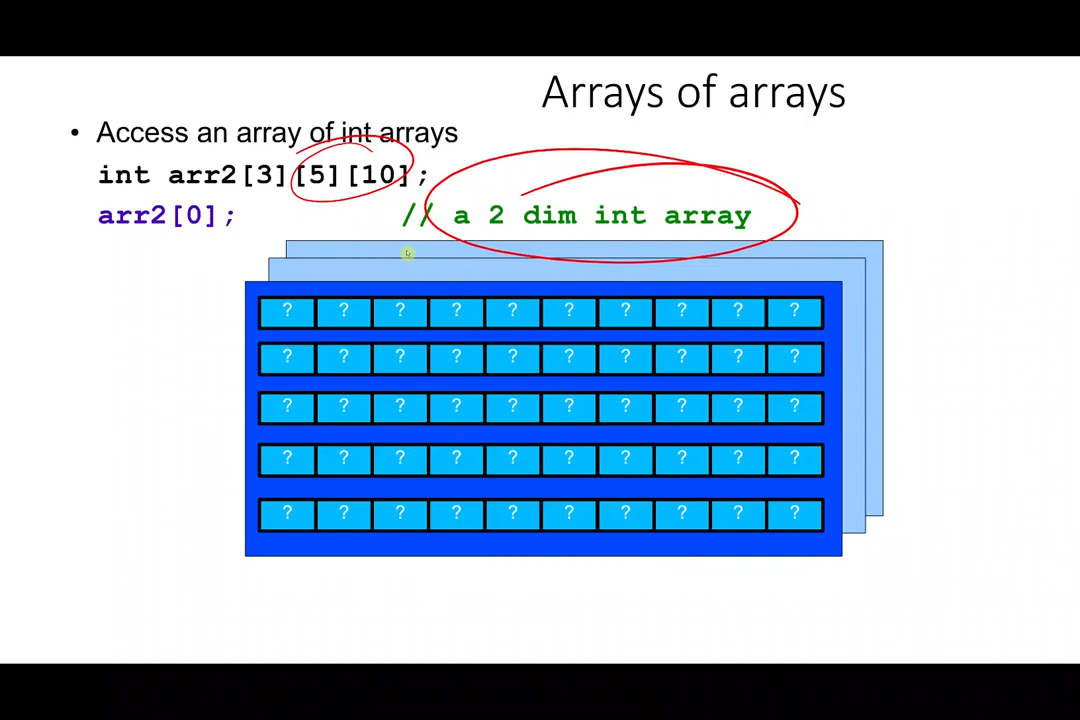 Arrays of arrays
• Access an array of int arrays
int arr2[3][5][10];
arr2[0]; // a 2 dim int array
? ? ? ? ? ? ? ? ? ?
? ? ? ? ? ? ? ? ? ?
? ? ? ? ? ? ? ? ? ?
? ? ? ? ? ? ? ? ? ?
? ? ? ? ? ? ? ? ? ?